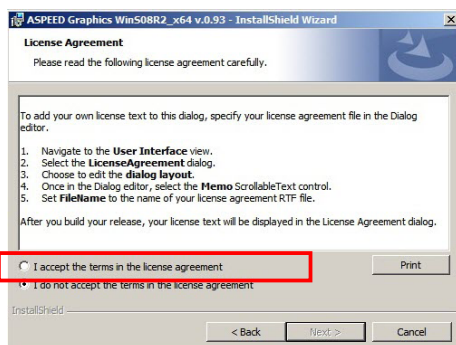 ASPEED Graphics WinS08R2_x64 v.0.93 - InstallShield Wizard
License Agreement
Please read the following license agreement carefully.
To add your own license text to this dialog, specify your license agreement file in the Dialog
editor.
1. Navigate to the User Interface view.
2. Select the LicenseAgreement dialog.
3. Choose to edit the dialog layout.
4. Once in the Dialog editor, select the Memo ScrollableText control.
5. Set FileName to the name of your license agreement RTF file.
After you build your release, your license text will be displayed in the License Agreement dialog.
I accept the terms in the license agreement
Print
I do not accept the terms in the license agreement
InstallShield
< Back
Next >
Cancel